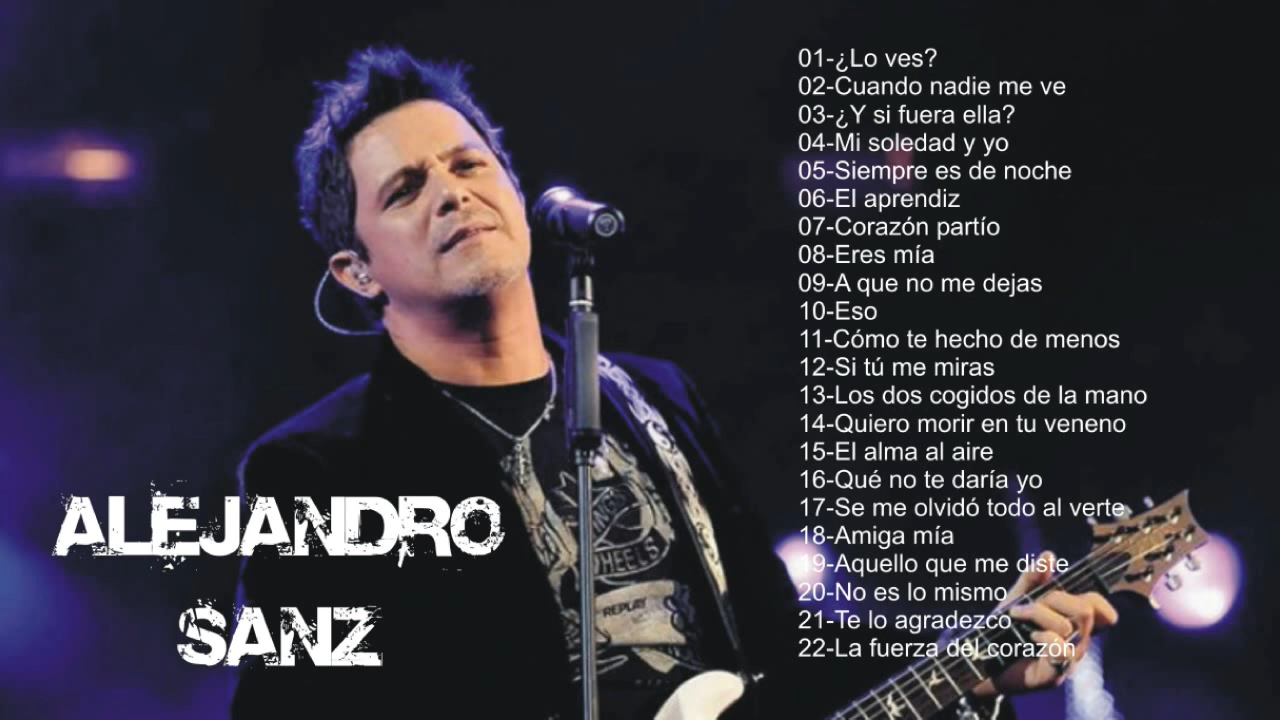 ALEJANDRO
SANZ
01-¿Lo ves?
02-Cuando nadie me ve
03-¿Y si fuera ella?
04-Mi soledad y yo
05-Siempre es de noche
06-El aprendiz
07-Corazón partío
08-Eres mía
09-A que no me dejas
10-Eso
11-Cómo te hecho de menos
12-Si tú me miras
13-Los dos cogidos de la mano
14-Quiero morir en tu veneno
15-El alma al aire
16-Qué no te daría yo
17-Se me olvidó todo al verte
18-Amiga mía
19-Aquello que me diste
20-No es lo mismo
21-Te lo agradezco
22-La fuerza del corazón
WHEELS
REPLAY